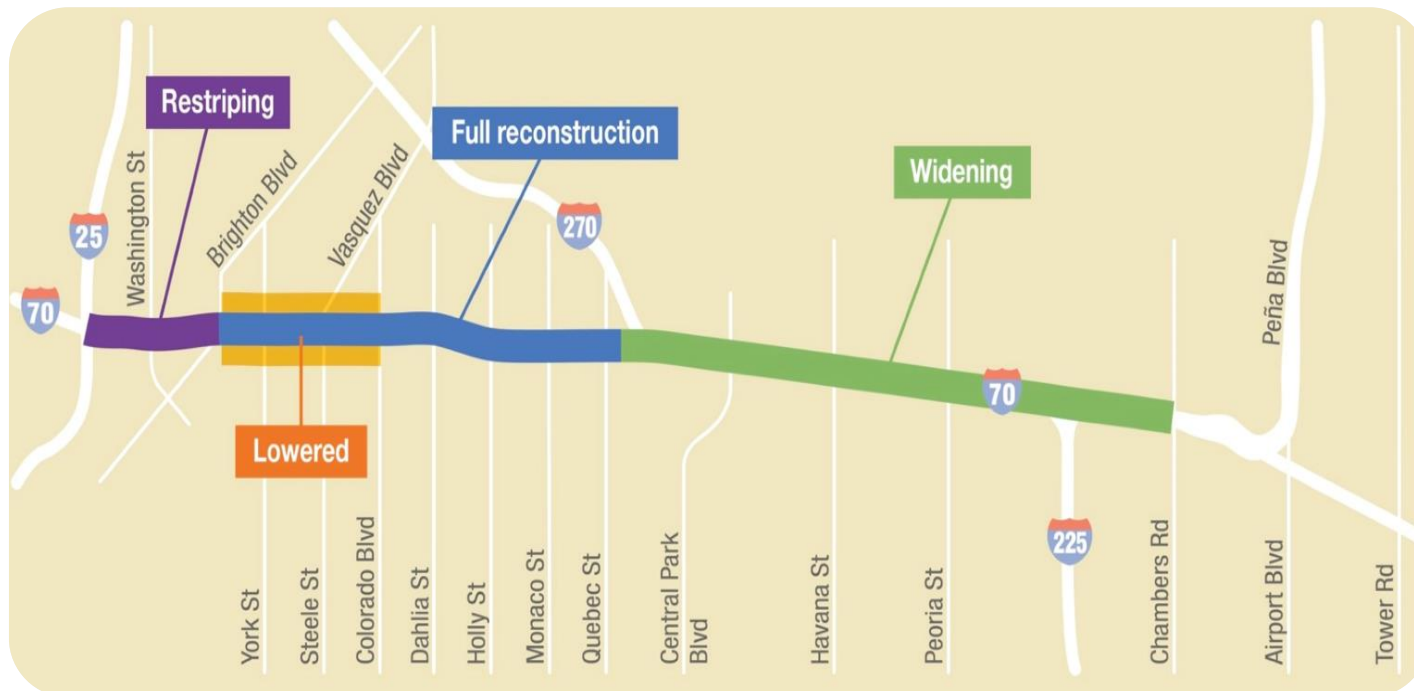 Restriping
Full reconstruction
Widening
Lowered
25
70
270
70
225
Washington St
Brighton Blvd
Vasquez Blvd
Peña Blvd
York St
Steele St
Colorado Blvd
Dahlia St
Holly St
Monaco St
Quebec St
Central Park
Blvd
Havana St
Peoria St
Chambers Rd
Airport Blvd
Tower Rd